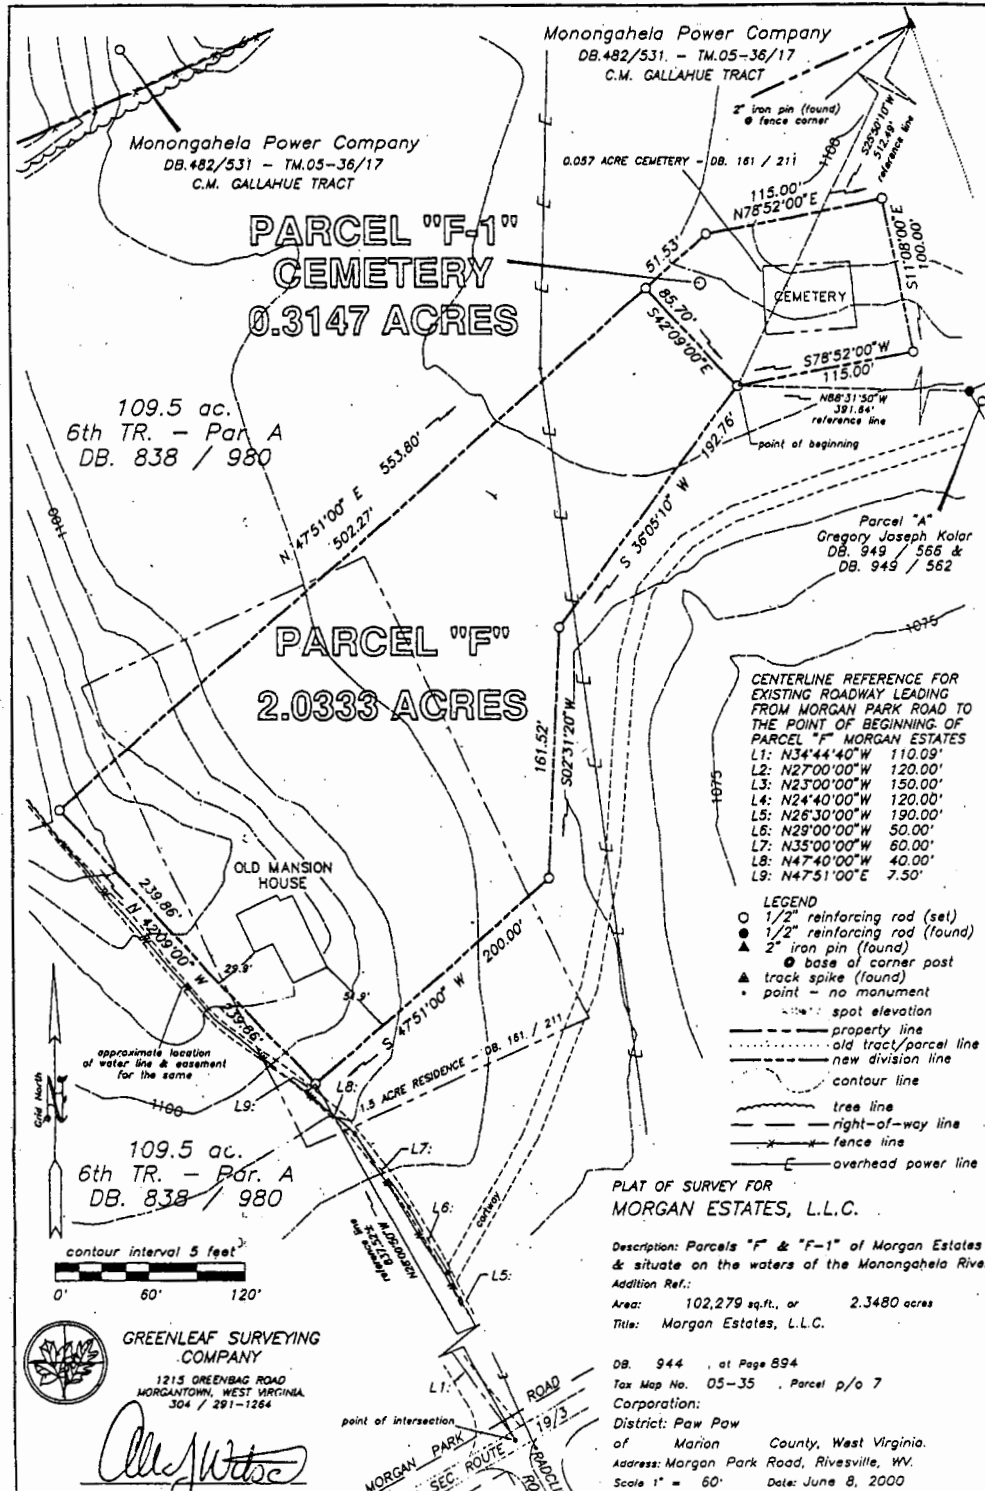 Monongahela Power Company
DB.482/531. - TM.05-36/17
C.M. GALLAHUE TRACT
2" iron pin (found)
@ fence corner
S25°50'10"W
512.49'
reference line
Monongahela Power Company
DB.482/531 - TM.05-36/17
C.M. GALLAHUE TRACT
0.057 ACRE CEMETERY - DB. 161 / 211
1100
115.00'
N78°52'00"E
PARCEL "F-1"
CEMETERY
0.3147 ACRES
51.53'
85.70'
S42°09'00"E
CEMETERY
S11°08'00"E
100.00'
S78°52'00"W
115.00'
N88°31'50"W
391.64'
reference line
point of beginning
109.5 ac.
6th TR. - Par. A
DB. 838 / 980
553.80'
N 47°51'00" E
502.27'
192.76'
S 36°05'10" W
1100
Parcel "A"
Gregory Joseph Kolar
DB. 949 / 566 &
DB. 949 / 562
1075
PARCEL "F"
2.0333 ACRES
161.52'
S02°31'20"W
1075
CENTERLINE REFERENCE FOR
EXISTING ROADWAY LEADING
FROM MORGAN PARK ROAD TO
THE POINT OF BEGINNING OF
PARCEL "F" MORGAN ESTATES
L1: N34°44'40"W 110.09'
L2: N27°00'00"W 120.00'
L3: N23°00'00"W 150.00'
L4: N24°40'00"W 120.00'
L5: N26°30'00"W 190.00'
L6: N29°00'00"W 50.00'
L7: N35°00'00"W 60.00'
L8: N47°40'00"W 40.00'
L9: N47°51'00"E 7.50'
OLD MANSION
HOUSE
239.86'
N 42°09'00" W
239.86'
29.9'
51.9'
200.00'
S 47°51'00" W
LEGEND
1/2" reinforcing rod (set)
1/2" reinforcing rod (found)
2" iron pin (found)
@ base of corner post
track spike (found)
point - no monument
spot elevation
property line
old tract/parcel line
new division line
contour line
tree line
right-of-way line
fence line
overhead power line
approximate location
of water line & easement
for the same
Grid North
1100
L9:
L8:
1.5 ACRE RESIDENCE - DB. 161 / 211
L7:
L6:
cartway
L5:
N28°00'50"W
837.52'±
reference line
109.5 ac.
6th TR. - Par. A
DB. 838 / 980
contour interval 5 feet
0' 60' 120'
GREENLEAF SURVEYING
COMPANY
1215 GREENBAG ROAD
MORGANTOWN, WEST VIRGINIA
304 / 291-1264
L1:
point of intersection
MORGAN PARK ROAD
SEC. ROUTE 19/3
PLAT OF SURVEY FOR
MORGAN ESTATES, L.L.C.
Description: Parcels "F" & "F-1" of Morgan Estates
& situate on the waters of the Monongahela Rive
Addition Ref.:
Area: 102,279 sq.ft., or 2.3480 acres
Title: Morgan Estates, L.L.C.
DB. 944 , at Page 894
Tax Map No. 05-35 , Parcel p/o 7
Corporation:
District: Paw Paw
of Marion County, West Virginia.
Address: Morgan Park Road, Rivesville, WV.
Scale 1" = 60' Date: June 8, 2000